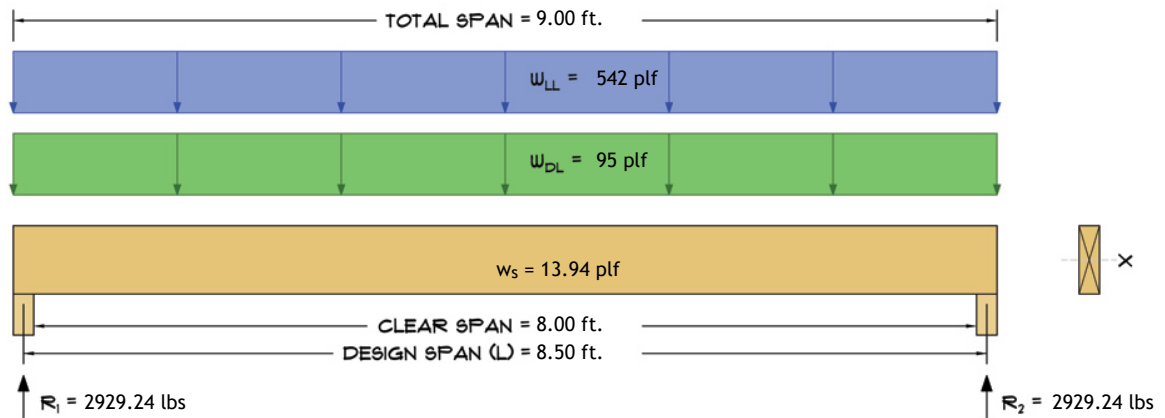 TOTAL SPAN = 9.00 ft.
wLL = 542 plf
wDL = 95 plf
ws = 13.94 plf
X
CLEAR SPAN = 8.00 ft.
DESIGN SPAN (L) = 8.50 ft.
R1 = 2929.24 lbs
R2 = 2929.24 lbs